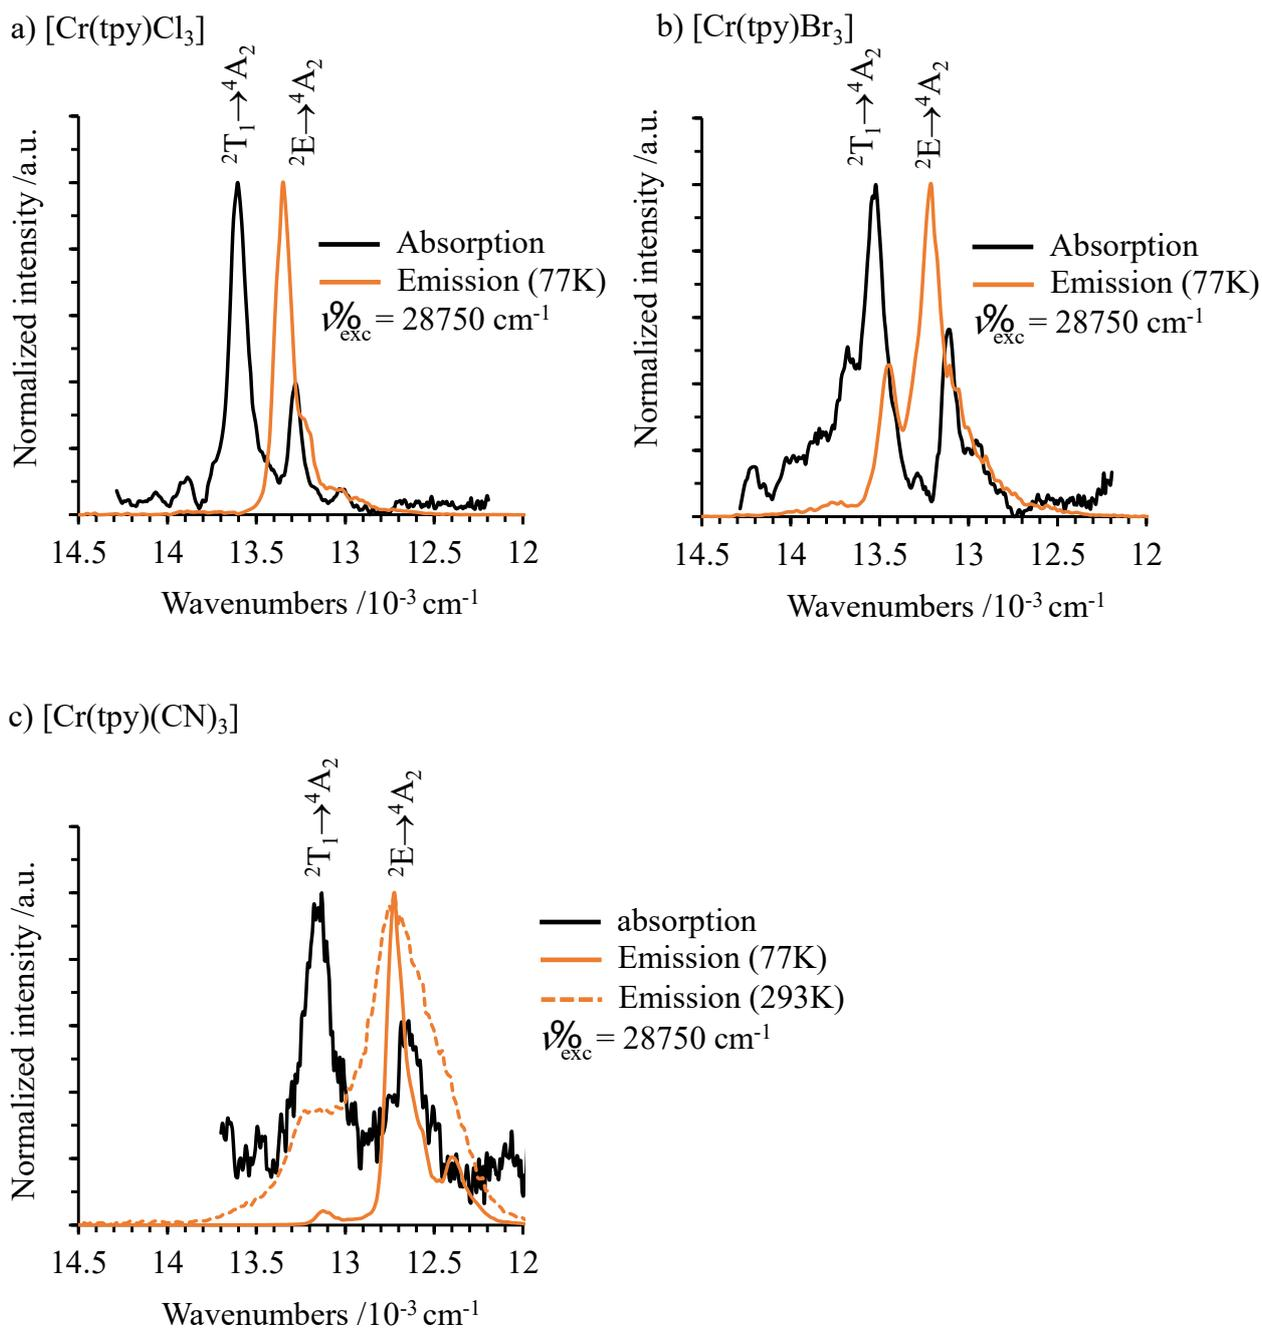 a) [Cr(tpy)Cl₃]
²T₁→⁴A₂
²E→⁴A₂
Normalized intensity /a.u.
Absorption
Emission (77K)
ν%exc = 28750 cm⁻¹
14.5 14 13.5 13 12.5 12
Wavenumbers /10⁻³ cm⁻¹
b) [Cr(tpy)Br₃]
²T₁→⁴A₂
²E→⁴A₂
Normalized intensity /a.u.
Absorption
Emission (77K)
ν%exc = 28750 cm⁻¹
14.5 14 13.5 13 12.5 12
Wavenumbers /10⁻³ cm⁻¹
c) [Cr(tpy)(CN)₃]
²T₁→⁴A₂
²E→⁴A₂
Normalized intensity /a.u.
absorption
Emission (77K)
Emission (293K)
ν%exc = 28750 cm⁻¹
14.5 14 13.5 13 12.5 12
Wavenumbers /10⁻³ cm⁻¹